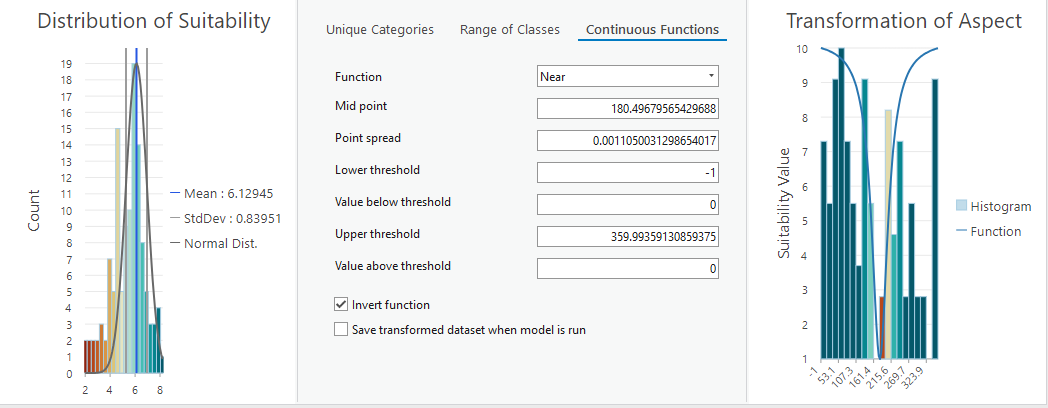 Distribution of Suitability
19
18
17
16
15
14
13
12
11
10
9
8
7
6
5
4
3
2
1
0
Count
2 4 6 8
Mean : 6.12945
StdDev : 0.83951
Normal Dist.
Unique Categories Range of Classes Continuous Functions
Function Near
Mid point 180.49679565429688
Point spread 0.0011050031298654017
Lower threshold -1
Value below threshold 0
Upper threshold 359.99359130859375
Value above threshold 0
Invert function
Save transformed dataset when model is run
Transformation of Aspect
10
9
8
7
6
5
4
3
2
1
Suitability Value
-1 53.1 107.3 161.4 215.6 269.7 323.9
Histogram
Function